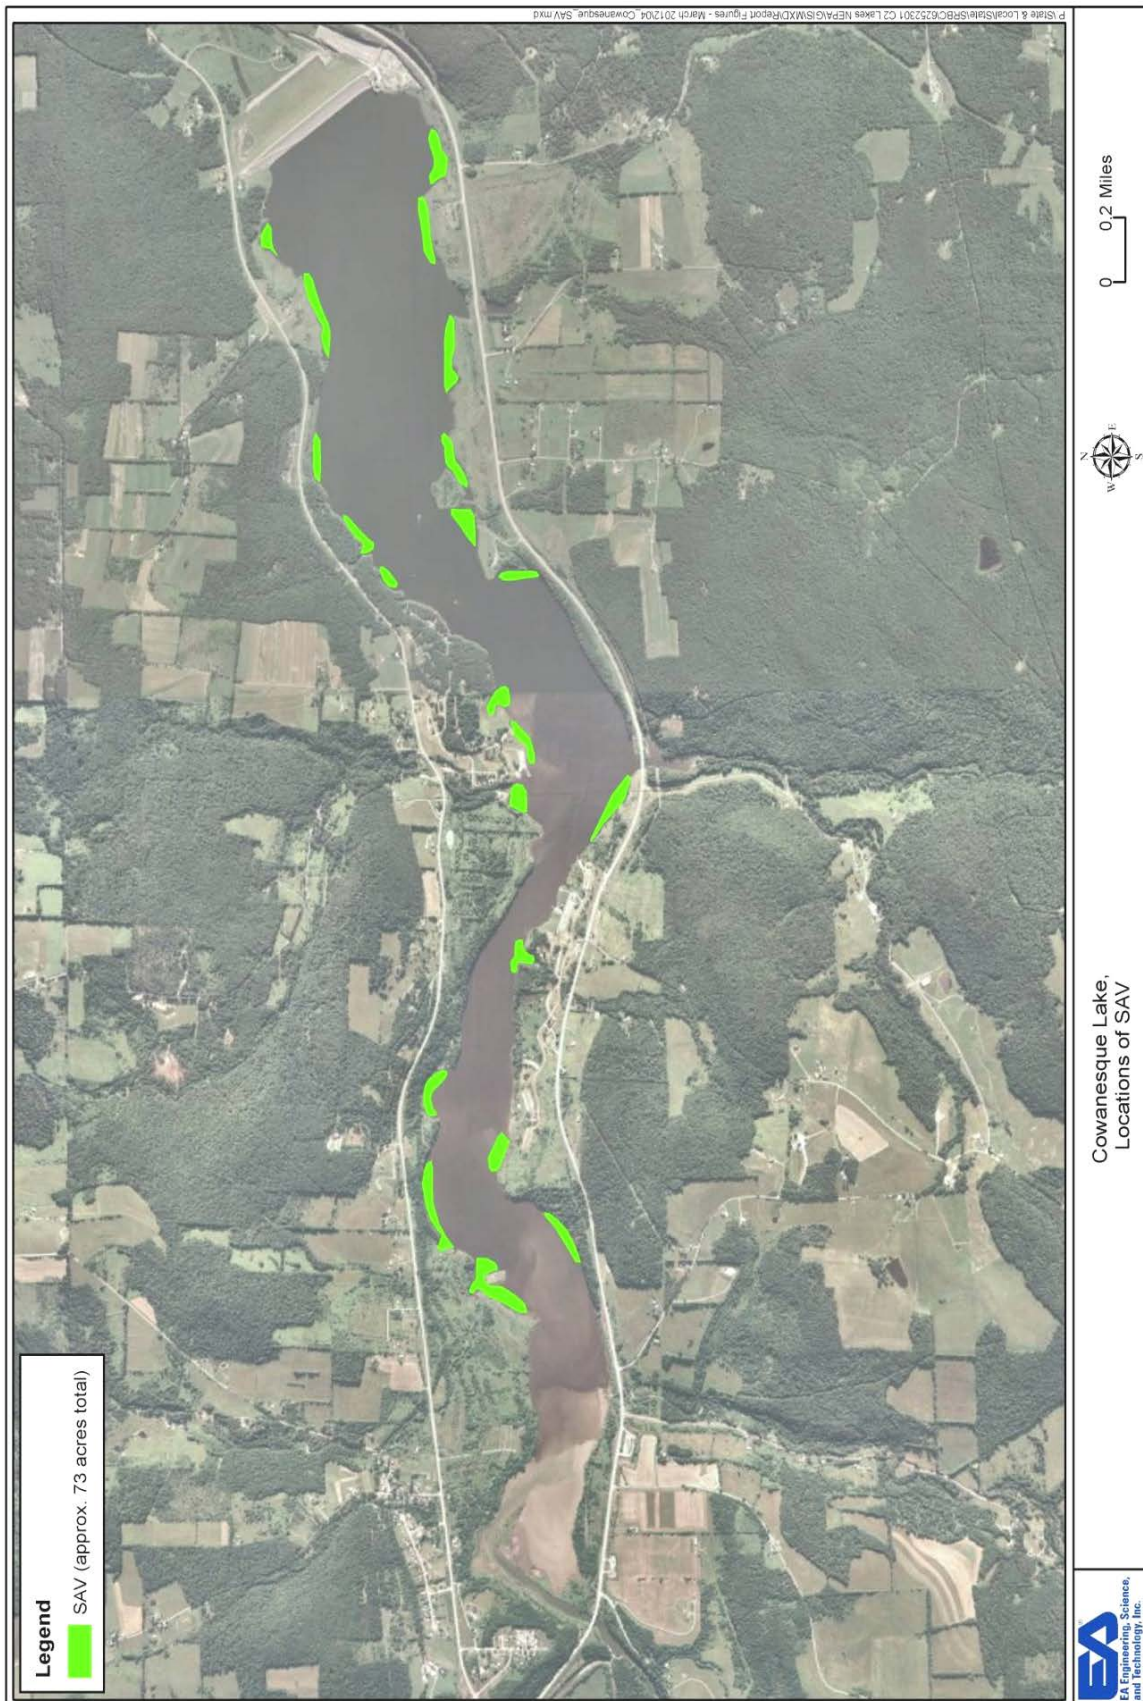 Legend
SAV (approx. 73 acres total)
P:\State & Local\State\SRBC\6252301 C2 Lakes NEPA\GIS\MXD\Report Figures - March 2012\04_Cowanesque_SAV.mxd
EA
EA Engineering, Science,
and Technology, Inc.
Cowanesque Lake,
Locations of SAV
N
W E
S
0 0.2 Miles